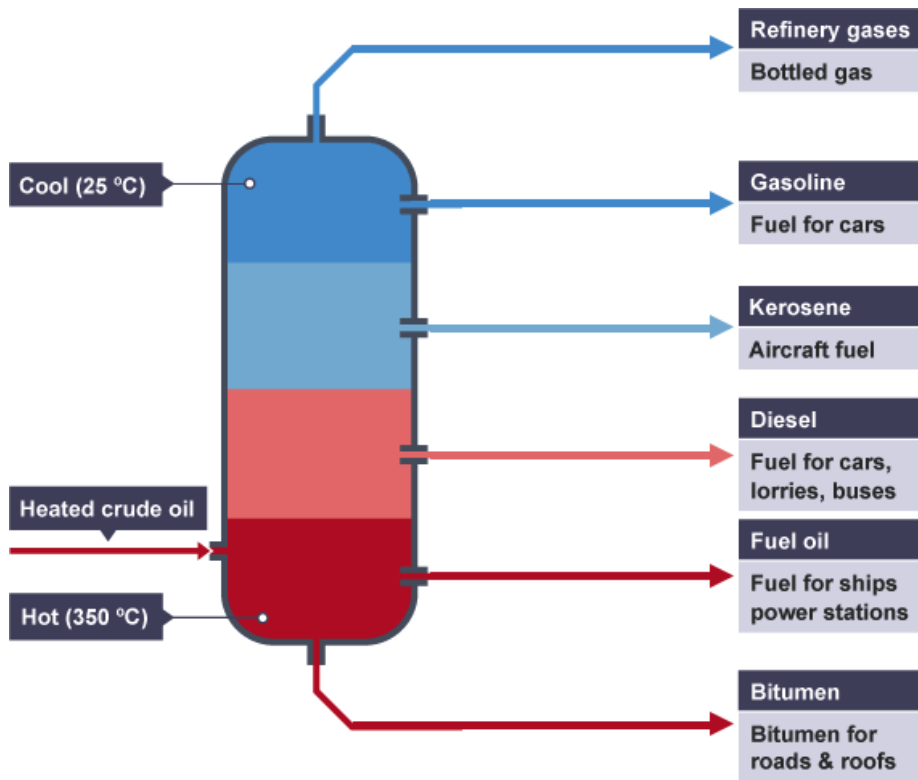 Refinery gases
Bottled gas
Cool (25 ºC)
Gasoline
Fuel for cars
Kerosene
Aircraft fuel
Diesel
Fuel for cars,
lorries, buses
Heated crude oil
Fuel oil
Fuel for ships
power stations
Hot (350 ºC)
Bitumen
Bitumen for
roads & roofs